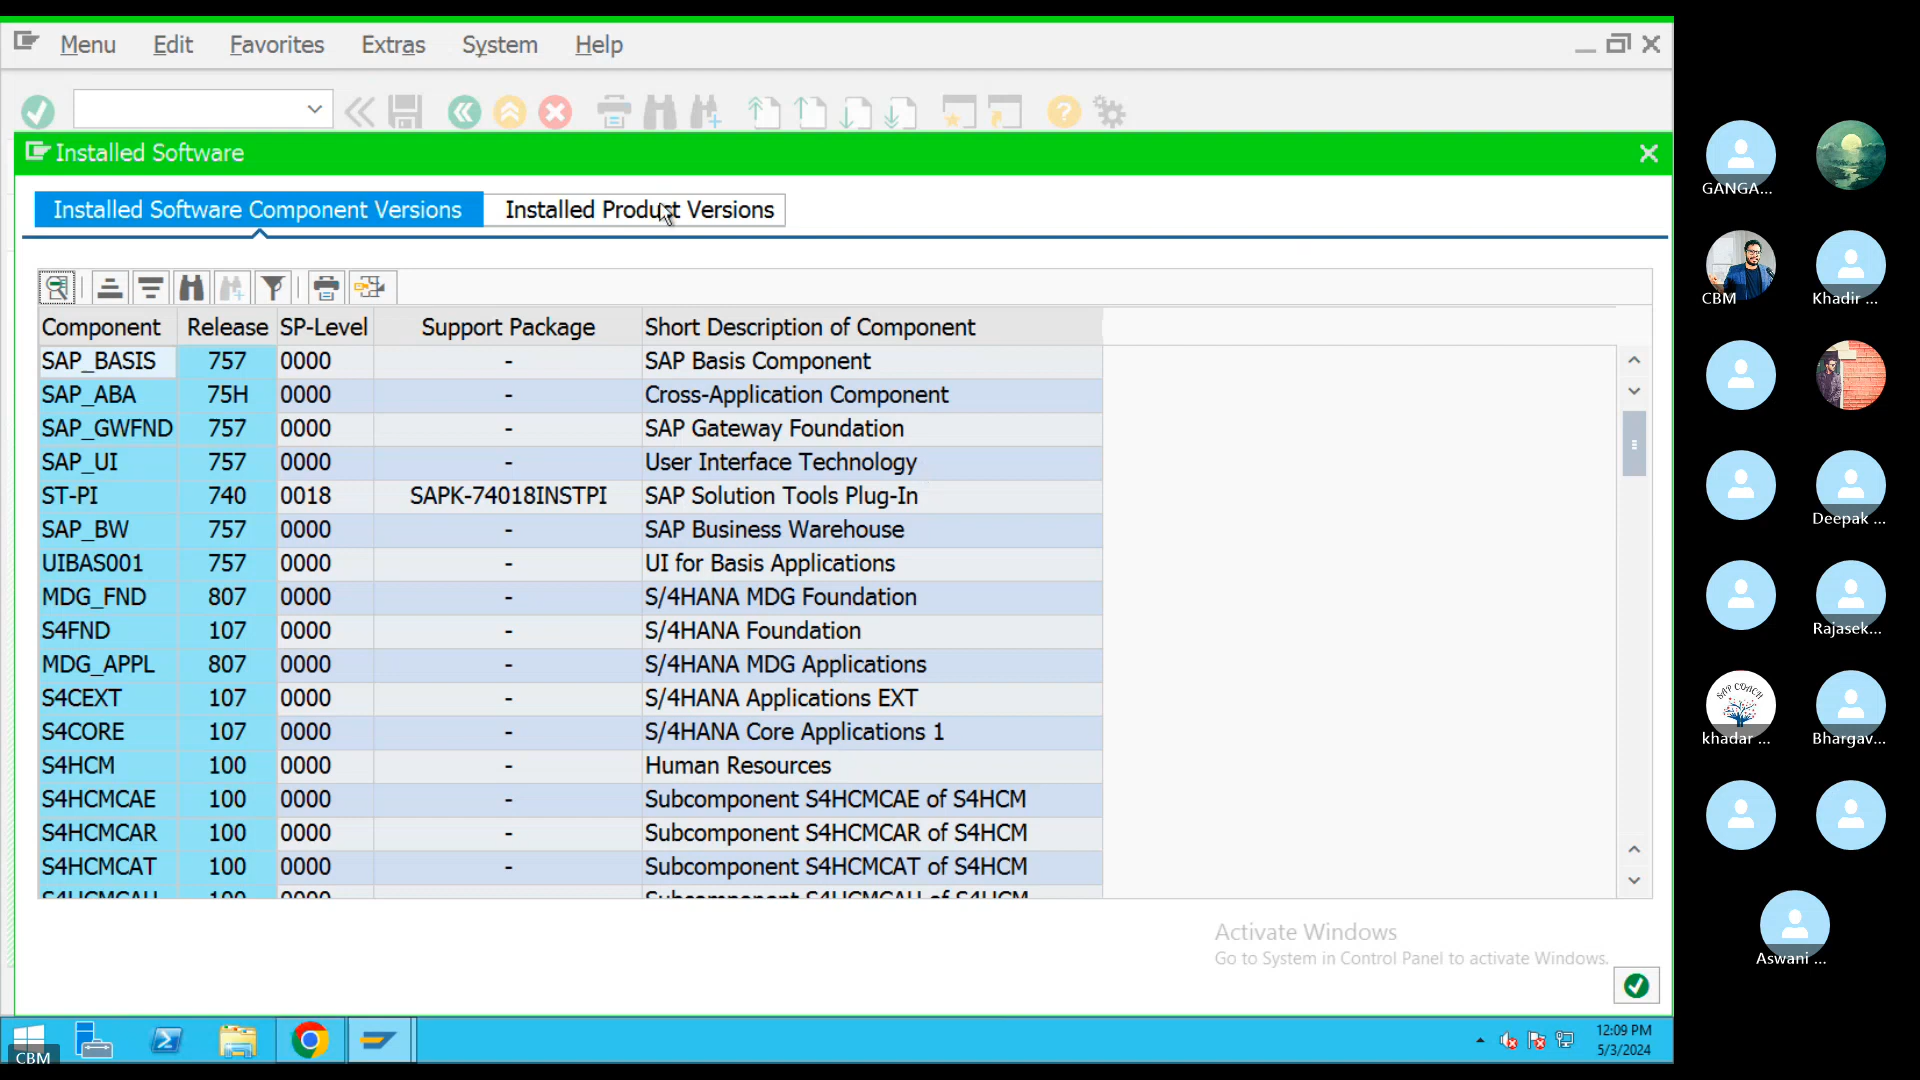 Menu Edit Favorites Extras System Help
Installed Software
Installed Software Component Versions Installed Product Versions
Component Release SP-Level Support Package Short Description of Component
SAP_BASIS 757 0000 - SAP Basis Component
SAP_ABA 75H 0000 - Cross-Application Component
SAP_GWFND 757 0000 - SAP Gateway Foundation
SAP_UI 757 0000 - User Interface Technology
ST-PI 740 0018 SAPK-74018INSTPI SAP Solution Tools Plug-In
SAP_BW 757 0000 - SAP Business Warehouse
UIBAS001 757 0000 - UI for Basis Applications
MDG_FND 807 0000 - S/4HANA MDG Foundation
S4FND 107 0000 - S/4HANA Foundation
MDG_APPL 807 0000 - S/4HANA MDG Applications
S4CEXT 107 0000 - S/4HANA Applications EXT
S4CORE 107 0000 - S/4HANA Core Applications 1
S4HCM 100 0000 - Human Resources
S4HCMCAE 100 0000 - Subcomponent S4HCMCAE of S4HCM
S4HCMCAR 100 0000 - Subcomponent S4HCMCAR of S4HCM
S4HCMCAT 100 0000 - Subcomponent S4HCMCAT of S4HCM
Activate Windows
Go to System in Control Panel to activate Windows.
CBM
12:09 PM
5/3/2024
GANGA...
CBM
Khadir ...
Deepak ...
Rajasek...
SAP COACH
khadar ...
Bhargav...
Aswani ...